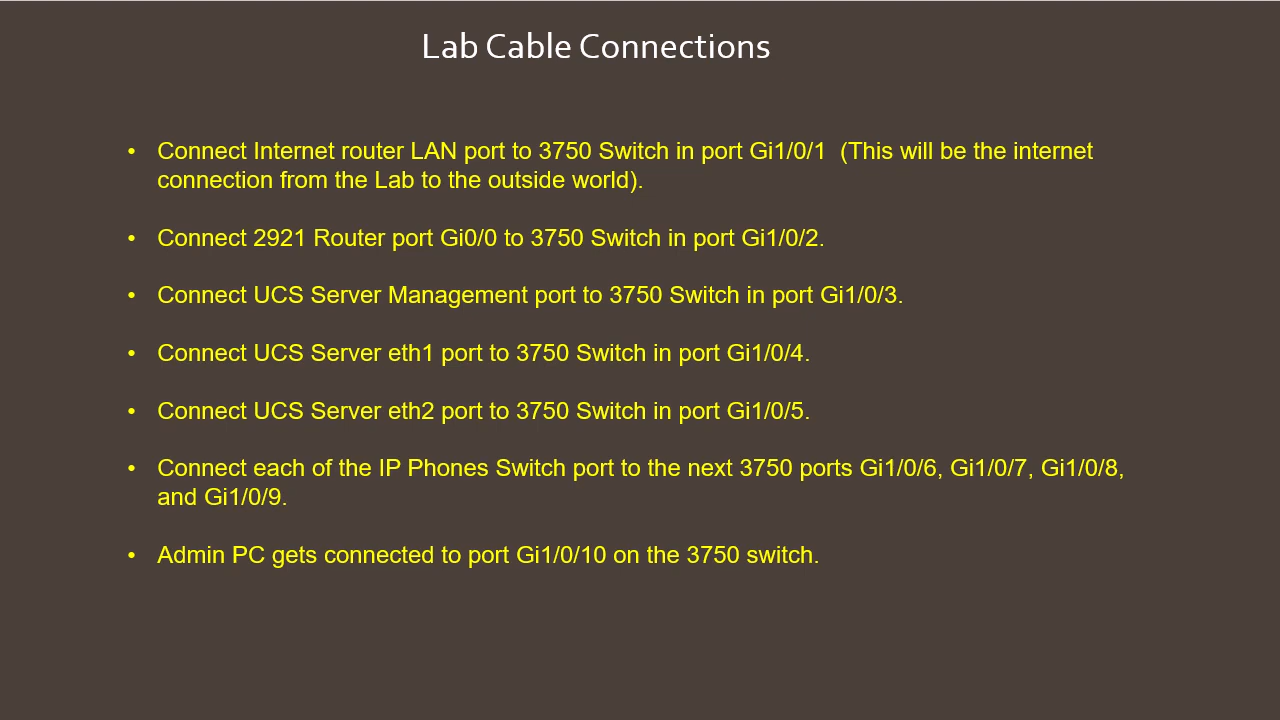 Lab Cable Connections
• Connect Internet router LAN port to 3750 Switch in port Gi1/0/1  (This will be the internet
connection from the Lab to the outside world).
• Connect 2921 Router port Gi0/0 to 3750 Switch in port Gi1/0/2.
• Connect UCS Server Management port to 3750 Switch in port Gi1/0/3.
• Connect UCS Server eth1 port to 3750 Switch in port Gi1/0/4.
• Connect UCS Server eth2 port to 3750 Switch in port Gi1/0/5.
• Connect each of the IP Phones Switch port to the next 3750 ports Gi1/0/6, Gi1/0/7, Gi1/0/8,
and Gi1/0/9.
• Admin PC gets connected to port Gi1/0/10 on the 3750 switch.